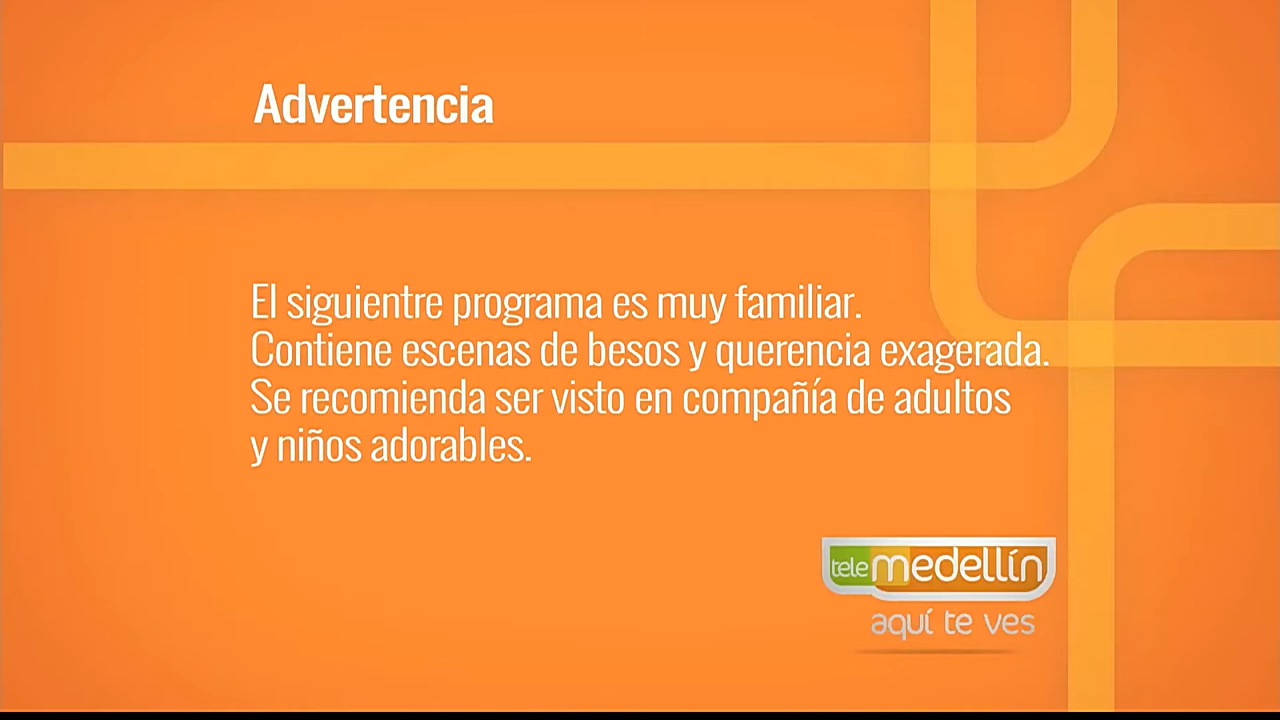 Advertencia
El siguientre programa es muy familiar.
Contiene escenas de besos y querencia exagerada.
Se recomienda ser visto en compañía de adultos
y niños adorables.
telemedellín
aquí te ves